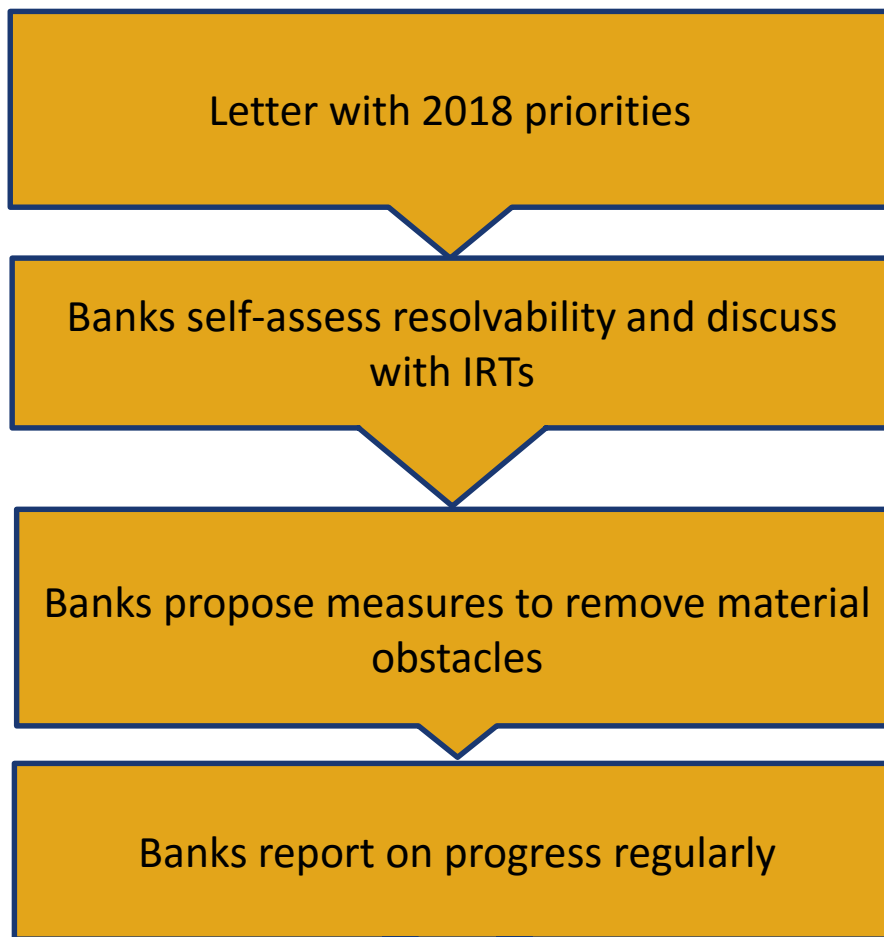 Letter with 2018 priorities
Banks self-assess resolvability and discuss
with IRTs
Banks propose measures to remove material
obstacles
Banks report on progress regularly